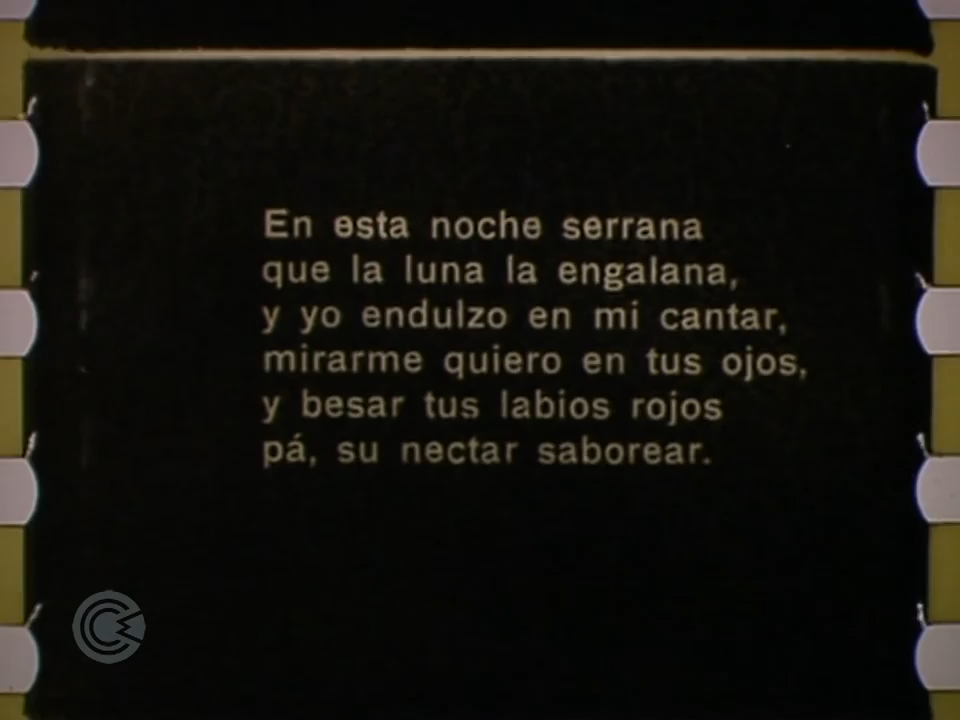 En esta noche serrana
que la luna la engalana,
y yo endulzo en mi cantar,
mirarme quiero en tus ojos,
y besar tus labios rojos
pá, su nectar saborear.